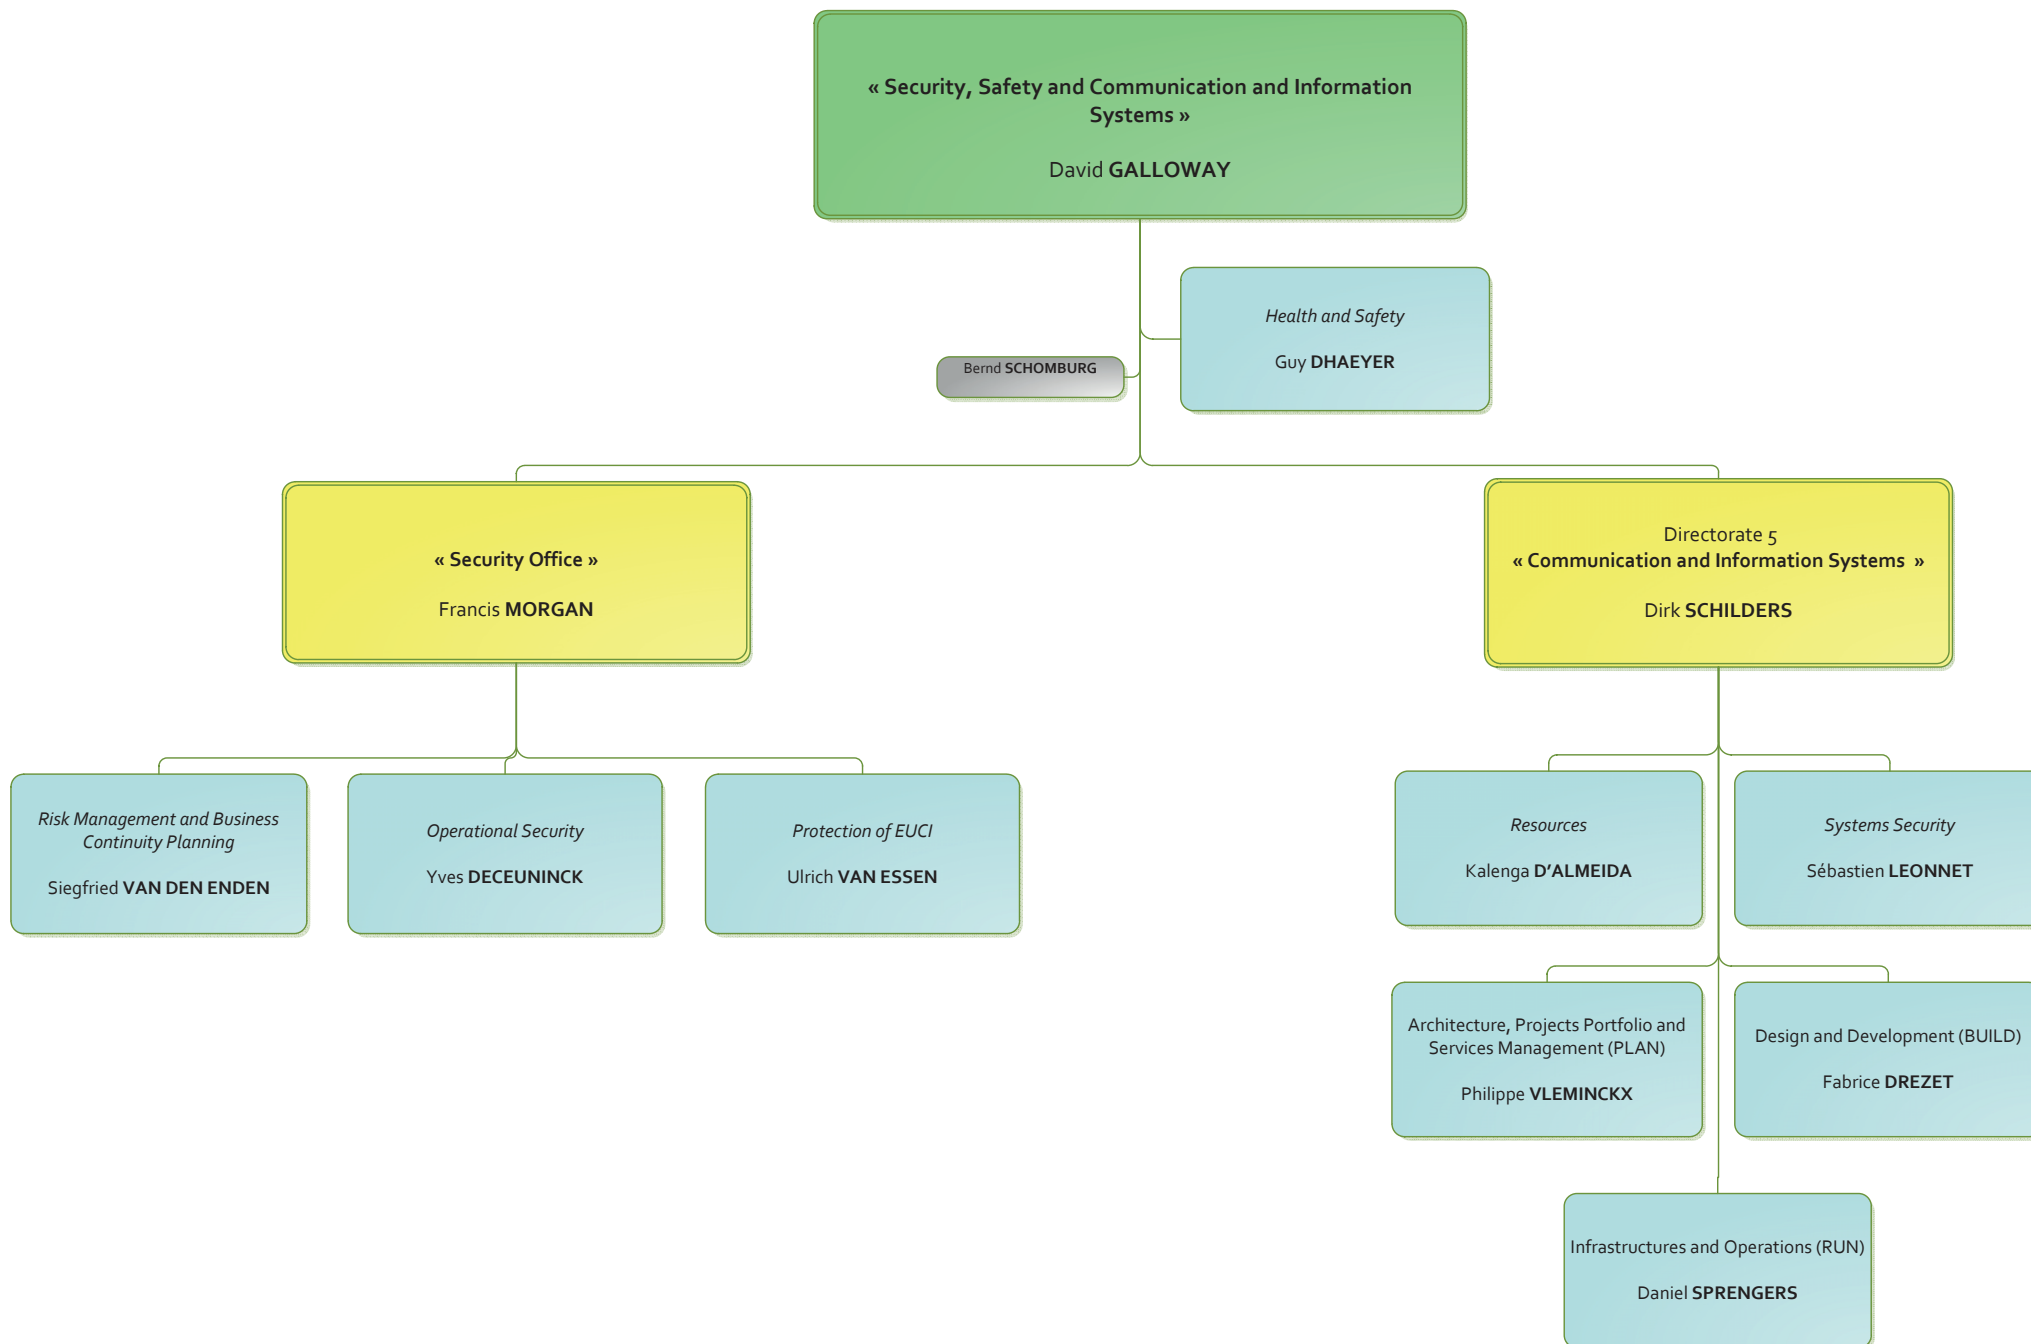 « Security, Safety and Communication and Information
Systems »
David GALLOWAY
Health and Safety
Guy DHAEYER
Bernd SCHOMBURG
« Security Office »
Francis MORGAN
Directorate 5
« Communication and Information Systems »
Dirk SCHILDERS
Risk Management and Business
Continuity Planning
Siegfried VAN DEN ENDEN
Operational Security
Yves DECEUNINCK
Protection of EUCI
Ulrich VAN ESSEN
Resources
Kalenga D’ALMEIDA
Systems Security
Sébastien LEONNET
Architecture, Projects Portfolio and
Services Management (PLAN)
Philippe VLEMINCKX
Design and Development (BUILD)
Fabrice DREZET
Infrastructures and Operations (RUN)
Daniel SPRENGERS